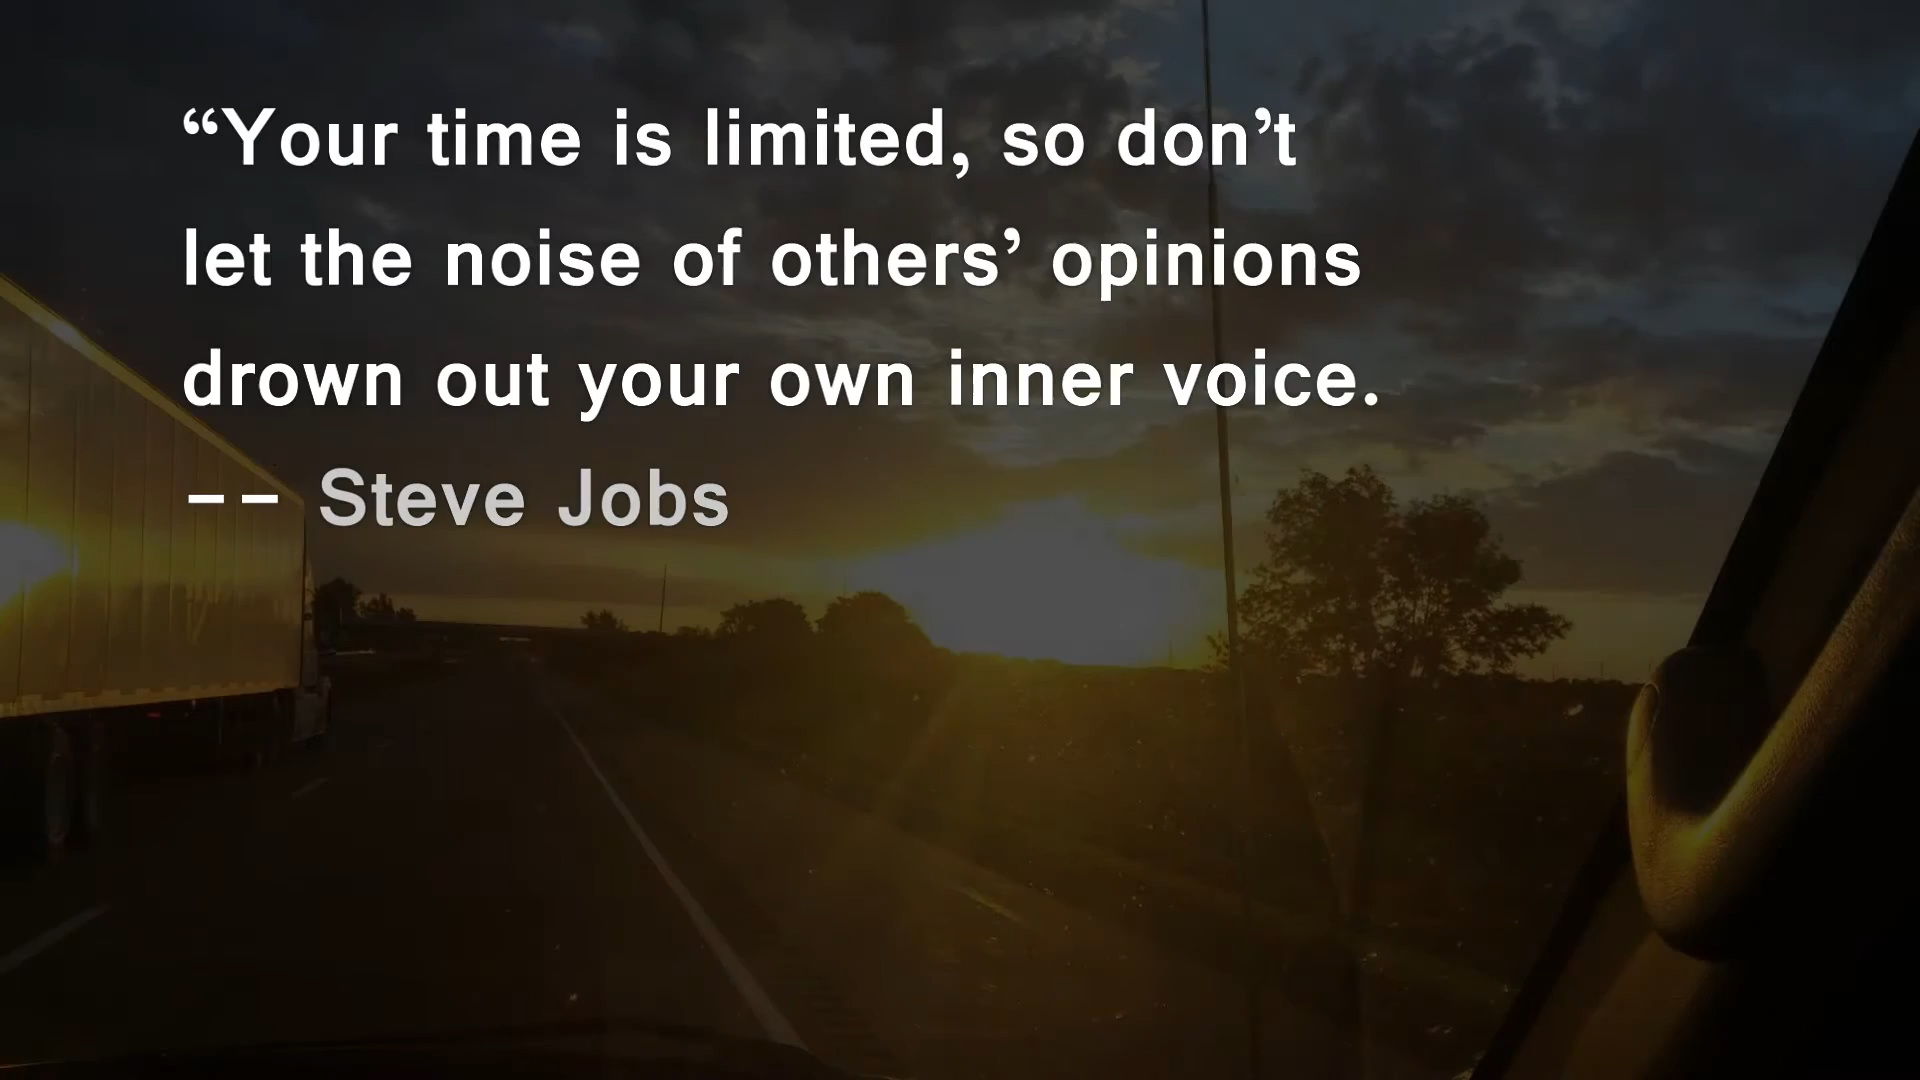 “Your time is limited, so don’t
let the noise of others’ opinions
drown out your own inner voice.
-- Steve Jobs